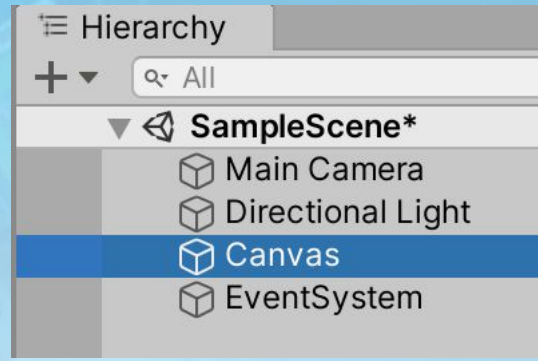 Hierarchy
All
SampleScene*
Main Camera
Directional Light
Canvas
EventSystem